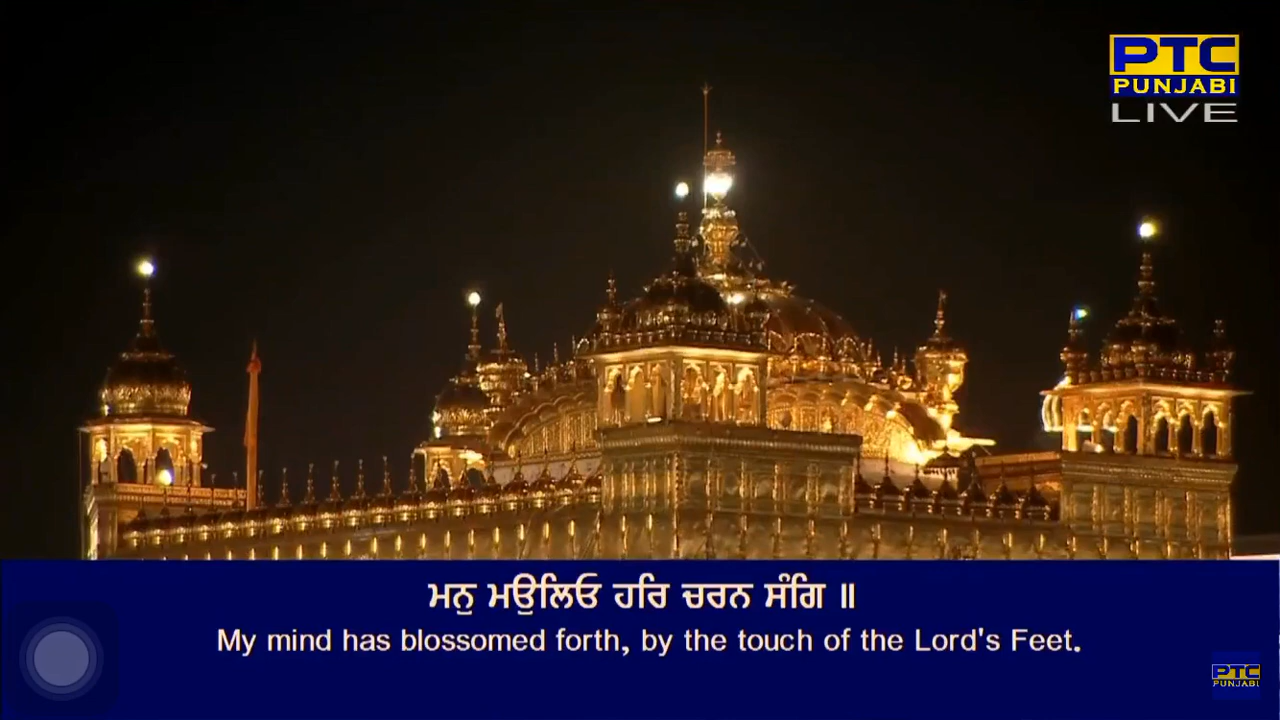 PTC
PUNJABI
LIVE
ਮਨੁ ਮਉਲਿਓ ਹਰਿ ਚਰਨ ਸੰਗਿ ॥
My mind has blossomed forth, by the touch of the Lord's Feet.
PTC
PUNJABI